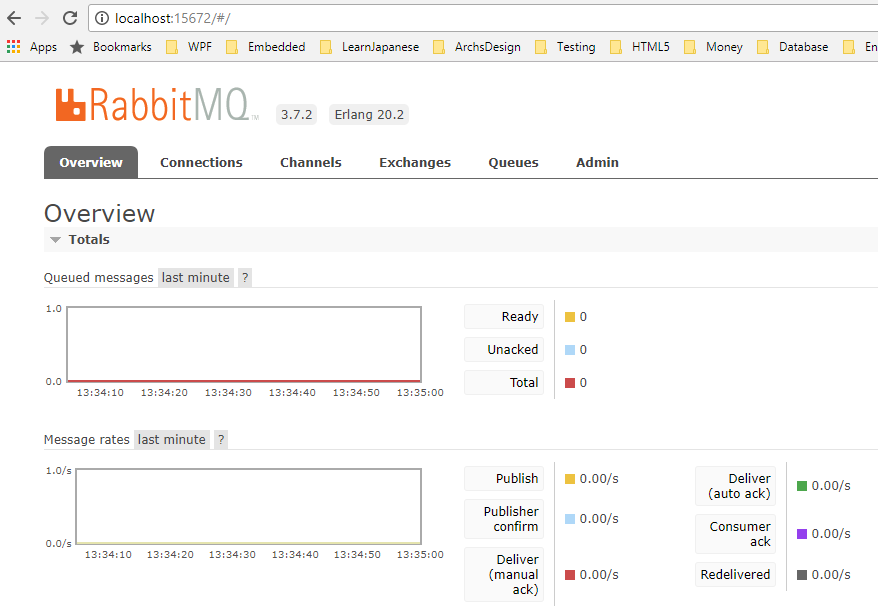 localhost:15672/#/
Apps Bookmarks WPF Embedded LearnJapanese ArchsDesign Testing HTML5 Money Database En
RabbitMQ TM 3.7.2 Erlang 20.2
Overview Connections Channels Exchanges Queues Admin
Overview
Totals
Queued messages last minute ?
1.0
0.0
13:34:10 13:34:20 13:34:30 13:34:40 13:34:50 13:35:00
Ready 0
Unacked 0
Total 0
Message rates last minute ?
1.0/s
0.0/s
13:34:10 13:34:20 13:34:30 13:34:40 13:34:50 13:35:00
Publish 0.00/s
Publisher
confirm 0.00/s
Deliver
(manual
ack) 0.00/s
Deliver
(auto ack) 0.00/s
Consumer
ack 0.00/s
Redelivered 0.00/s